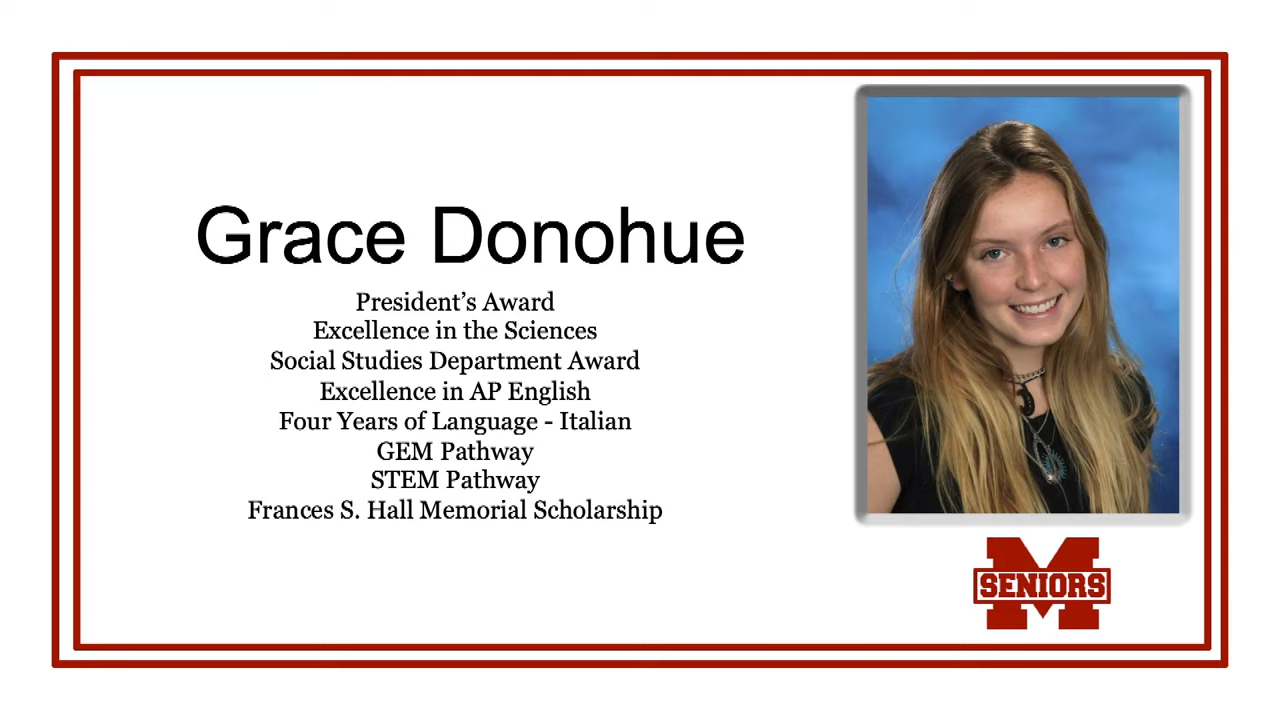 Grace Donohue
President’s Award
Excellence in the Sciences
Social Studies Department Award
Excellence in AP English
Four Years of Language - Italian
GEM Pathway
STEM Pathway
Frances S. Hall Memorial Scholarship
M
SENIORS